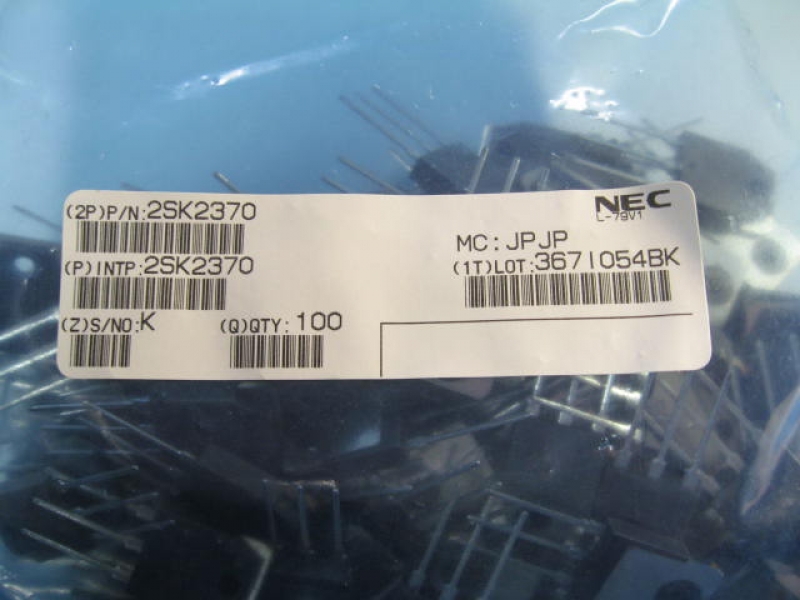 (2P)P/N:2SK2370
NEC
L-79V1
MC:JPJP
(P)INTP:2SK2370
(1T)LOT:3671054BK
(Z)S/NO:K
(Q)QTY:100